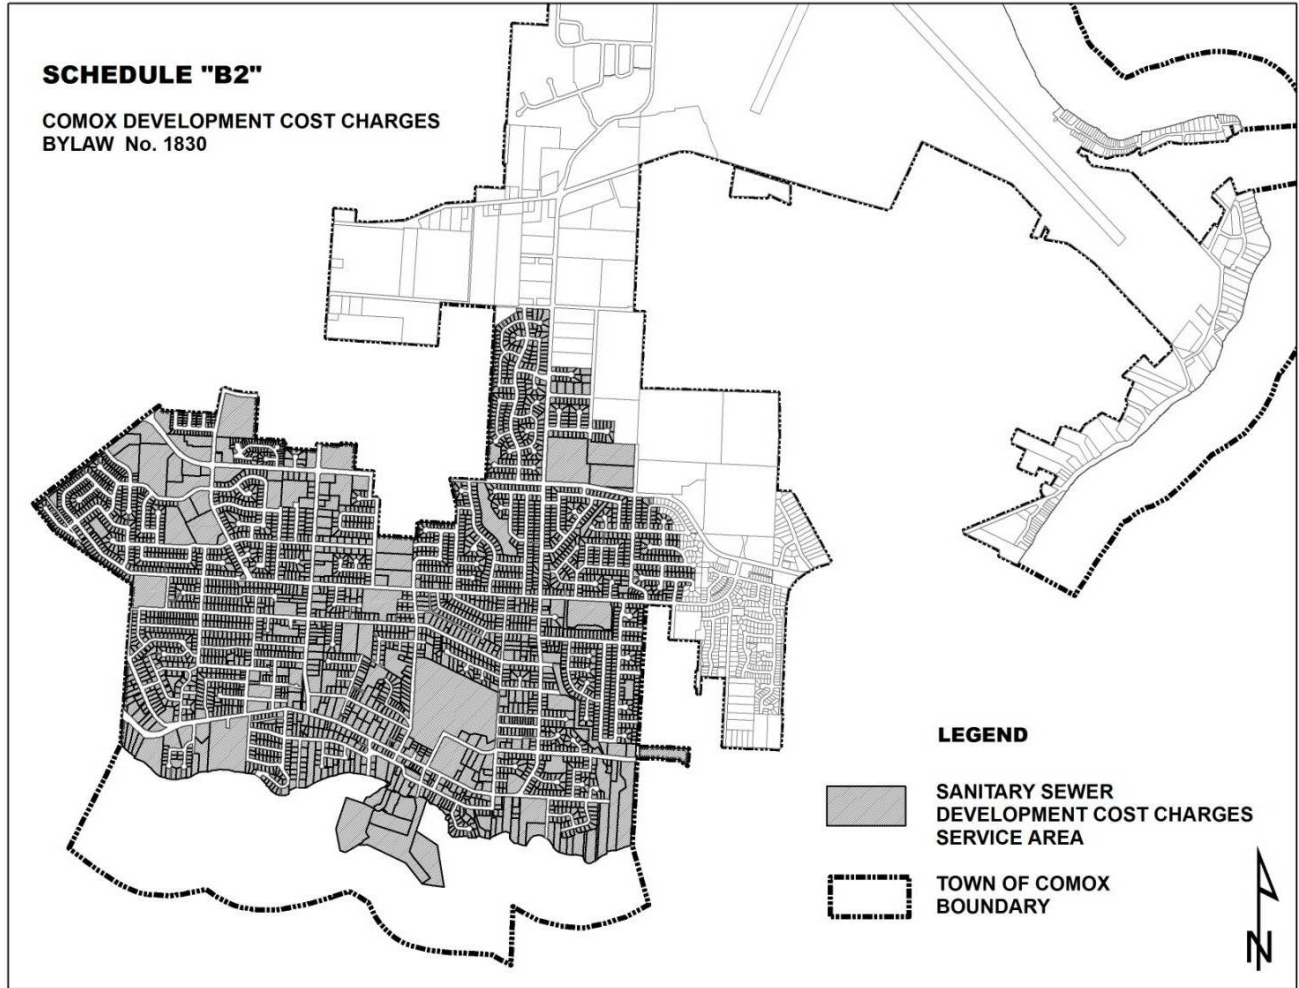 SCHEDULE "B2"
COMOX DEVELOPMENT COST CHARGES
BYLAW No. 1830
LEGEND
SANITARY SEWER
DEVELOPMENT COST CHARGES
SERVICE AREA
TOWN OF COMOX
BOUNDARY
N